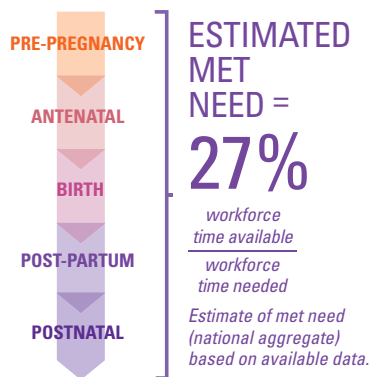 PRE-PREGNANCY
ANTENATAL
BIRTH
POST-PARTUM
POSTNATAL
ESTIMATED
MET
NEED =
27%
workforce
time available
workforce
time needed
Estimate of met need
(national aggregate)
based on available data.